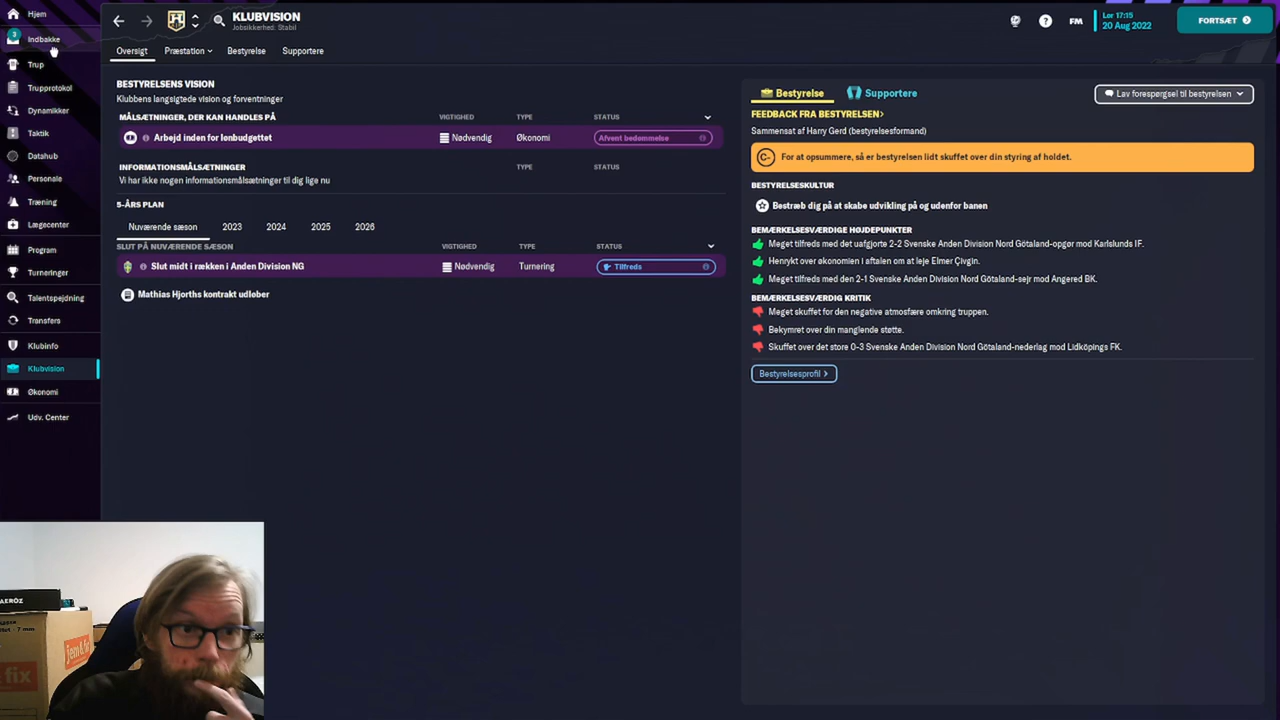 Hjem
3
Indbakke
Trup
Trupprotokol
Dynamikker
Taktik
Datahub
Personale
Træning
Lægecenter
Program
Turneringer
Talentspejdning
Transfers
Klubinfo
Klubvision
Økonomi
Udv. Center
KLUBVISION
Jobsikkerhed: Stabil
FM
Lør 17:15
20 Aug 2022
FORTSÆT
Oversigt Præstation Bestyrelse Supportere
BESTYRELSENS VISION
Klubbens langsigtede vision og forventninger
MÅLSÆTNINGER, DER KAN HANDLES PÅ VIGTIGHED TYPE STATUS
Arbejd inden for lønbudgettet Nødvendig Økonomi Afvent bedømmelse
INFORMATIONSMÅLSÆTNINGER TYPE STATUS
Vi har ikke nogen informationsmålsætninger til dig lige nu
5-ÅRS PLAN
Nuværende sæson 2023 2024 2025 2026
SLUT PÅ NUVÆRENDE SÆSON VIGTIGHED TYPE STATUS
Slut midt i rækken i Anden Division NG Nødvendig Turnering Tilfreds
Mathias Hjorths kontrakt udløber
Bestyrelse Supportere Lav forespørgsel til bestyrelsen
FEEDBACK FRA BESTYRELSEN
Sammensat af Harry Gerd (bestyrelsesformand)
C- For at opsummere, så er bestyrelsen lidt skuffet over din styring af holdet.
BESTYRELSESKULTUR
Bestræb dig på at skabe udvikling på og udenfor banen
BEMÆRKELSESVÆRDIGE HØJDEPUNKTER
Meget tilfreds med det uafgjorte 2-2 Svenske Anden Division Nord Götaland-opgør mod Karlslunds IF.
Henrykt over økonomien i aftalen om at leje Elmer Çivgin.
Meget tilfreds med den 2-1 Svenske Anden Division Nord Götaland-sejr mod Angered BK.
BEMÆRKELSESVÆRDIG KRITIK
Meget skuffet for den negative atmosfære omkring truppen.
Bekymret over din manglende støtte.
Skuffet over det store 0-3 Svenske Anden Division Nord Götaland-nederlag mod Lidköpings FK.
Bestyrelsesprofil
AEROZ
jem&fix
fix